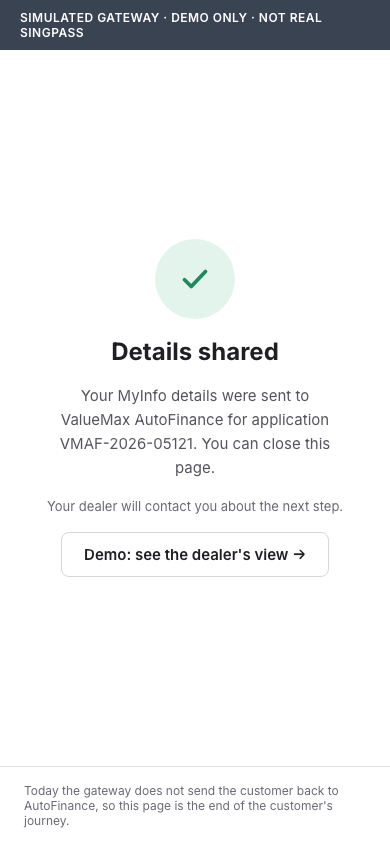 SIMULATED GATEWAY · DEMO ONLY · NOT REAL
SINGPASS
Details shared
Your MyInfo details were sent to
ValueMax AutoFinance for application
VMAF-2026-05121. You can close this
page.
Your dealer will contact you about the next step.
Demo: see the dealer's view →
Today the gateway does not send the customer back to
AutoFinance, so this page is the end of the customer's
journey.